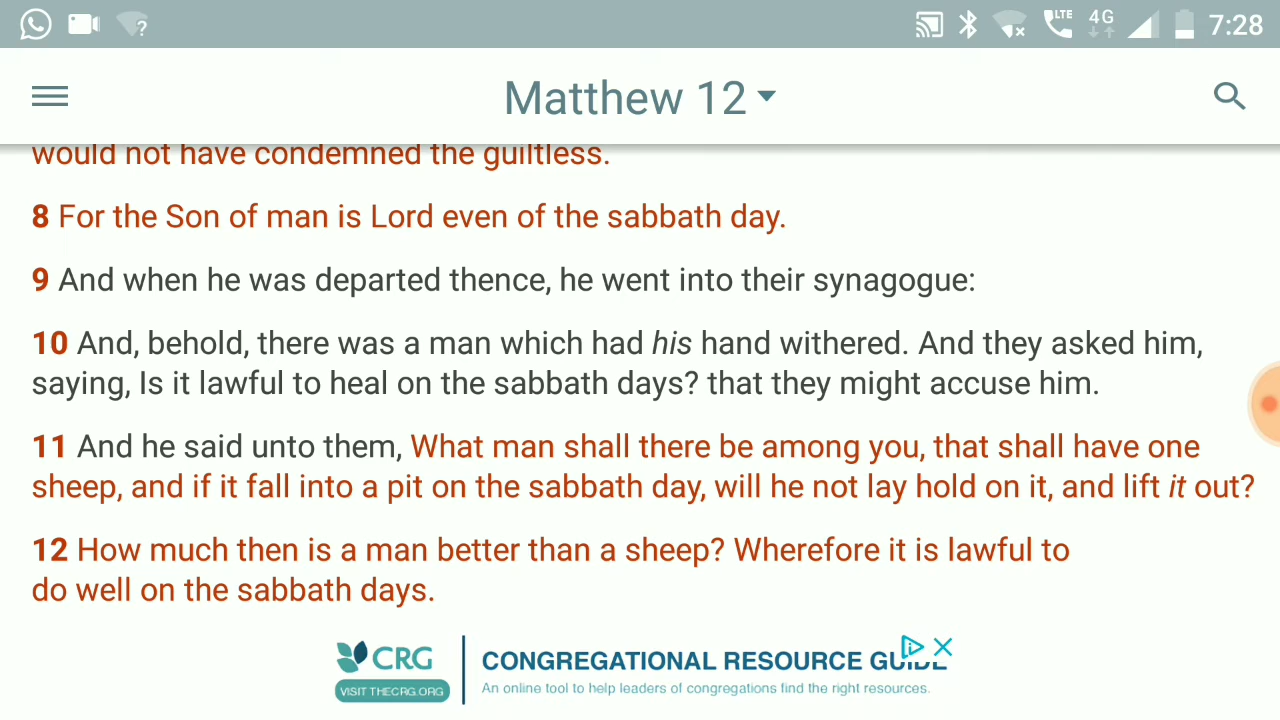 7:28
LTE
4G
Matthew 12
would not have condemned the guiltless.
8 For the Son of man is Lord even of the sabbath day.
9 And when he was departed thence, he went into their synagogue:
10 And, behold, there was a man which had his hand withered. And they asked him,
saying, Is it lawful to heal on the sabbath days? that they might accuse him.
11 And he said unto them, What man shall there be among you, that shall have one
sheep, and if it fall into a pit on the sabbath day, will he not lay hold on it, and lift it out?
12 How much then is a man better than a sheep? Wherefore it is lawful to
do well on the sabbath days.
CRG
VISIT THECRG.ORG
CONGREGATIONAL RESOURCE GUIDE
An online tool to help leaders of congregations find the right resources.